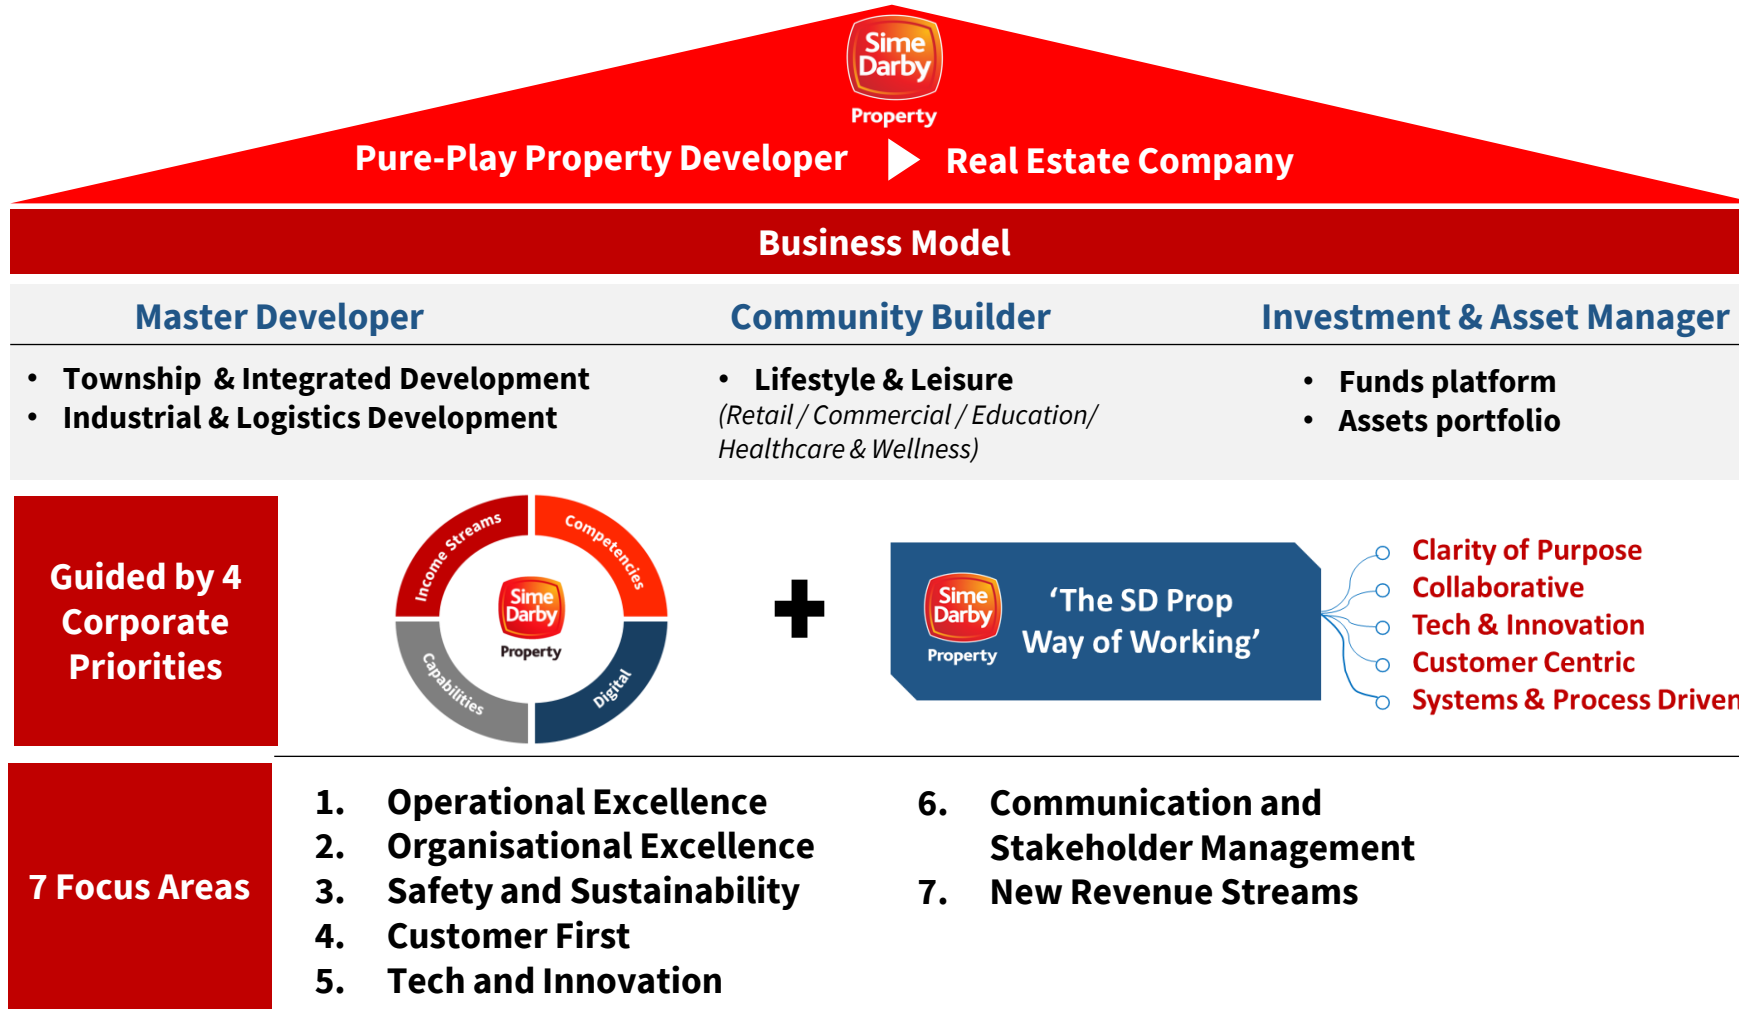 Sime
Darby
Property
Pure-Play Property Developer
Real Estate Company
Business Model
Master Developer
Community Builder
Investment & Asset Manager
• Township & Integrated Development
• Industrial & Logistics Development
• Lifestyle & Leisure
(Retail / Commercial / Education/
Healthcare & Wellness)
• Funds platform
• Assets portfolio
Guided by 4
Corporate
Priorities
Income Streams
Competencies
Capabilities
Digital
Sime
Darby
Property
+
Sime
Darby
Property
‘The SD Prop
Way of Working’
Clarity of Purpose
Collaborative
Tech & Innovation
Customer Centric
Systems & Process Driven
7 Focus Areas
1. Operational Excellence
2. Organisational Excellence
3. Safety and Sustainability
4. Customer First
5. Tech and Innovation
6. Communication and
Stakeholder Management
7. New Revenue Streams